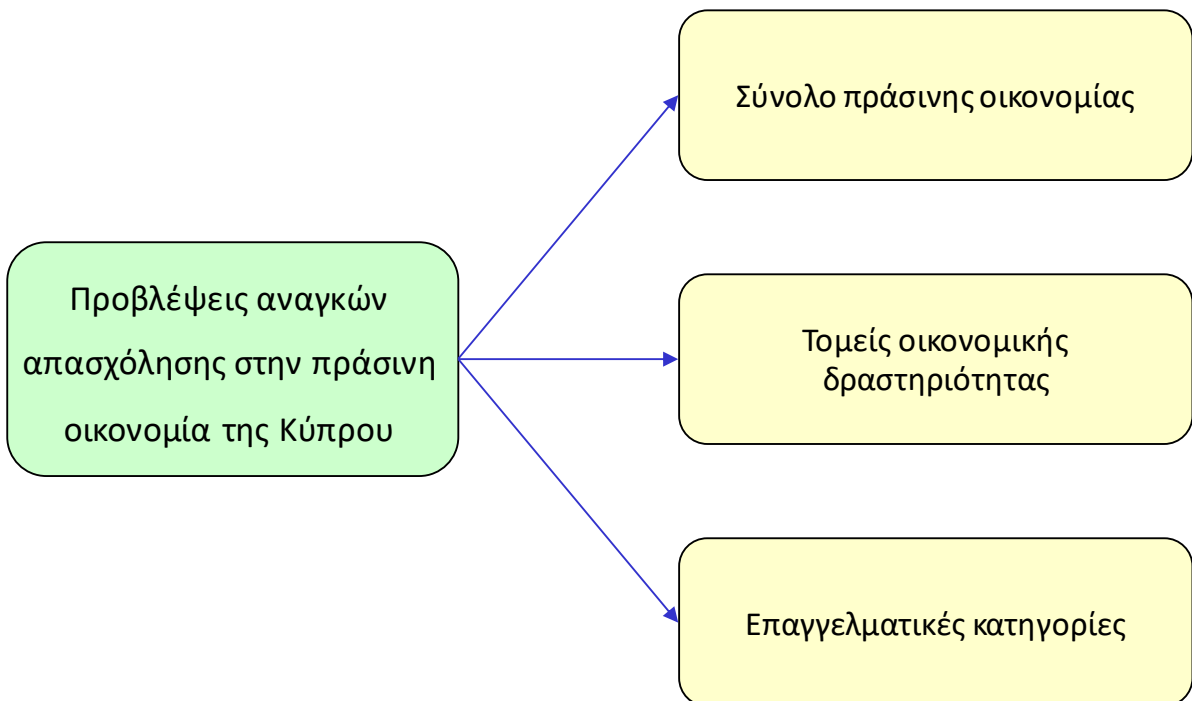 Σύνολο πράσινης οικονομίας
Προβλέψεις αναγκών
απασχόλησης στην πράσινη
οικονομία της Κύπρου
Τομείς οικονομικής
δραστηριότητας
Επαγγελματικές κατηγορίες